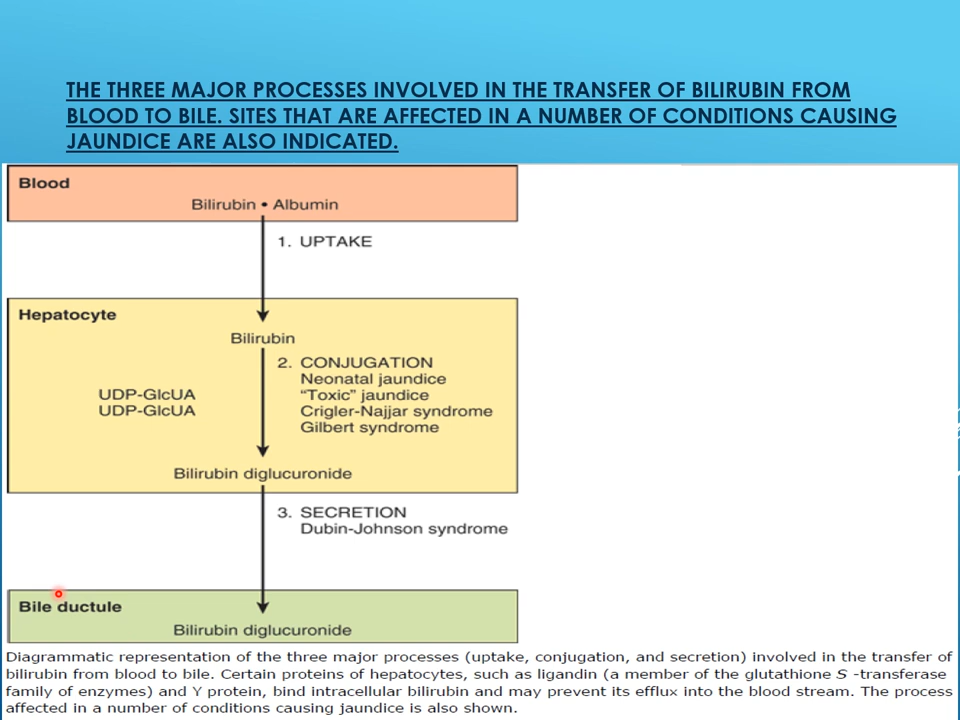 THE THREE MAJOR PROCESSES INVOLVED IN THE TRANSFER OF BILIRUBIN FROM
BLOOD TO BILE. SITES THAT ARE AFFECTED IN A NUMBER OF CONDITIONS CAUSING
JAUNDICE ARE ALSO INDICATED.
Blood
Bilirubin • Albumin
1. UPTAKE
Hepatocyte
Bilirubin
2. CONJUGATION
Neonatal jaundice
“Toxic” jaundice
Crigler-Najjar syndrome
Gilbert syndrome
UDP-GlcUA
UDP-GlcUA
Bilirubin diglucuronide
3. SECRETION
Dubin-Johnson syndrome
Bile ductule
Bilirubin diglucuronide
Diagrammatic representation of the three major processes (uptake, conjugation, and secretion) involved in the transfer of
bilirubin from blood to bile. Certain proteins of hepatocytes, such as ligandin (a member of the glutathione S -transferase
family of enzymes) and Y protein, bind intracellular bilirubin and may prevent its efflux into the blood stream. The process
affected in a number of conditions causing jaundice is also shown.